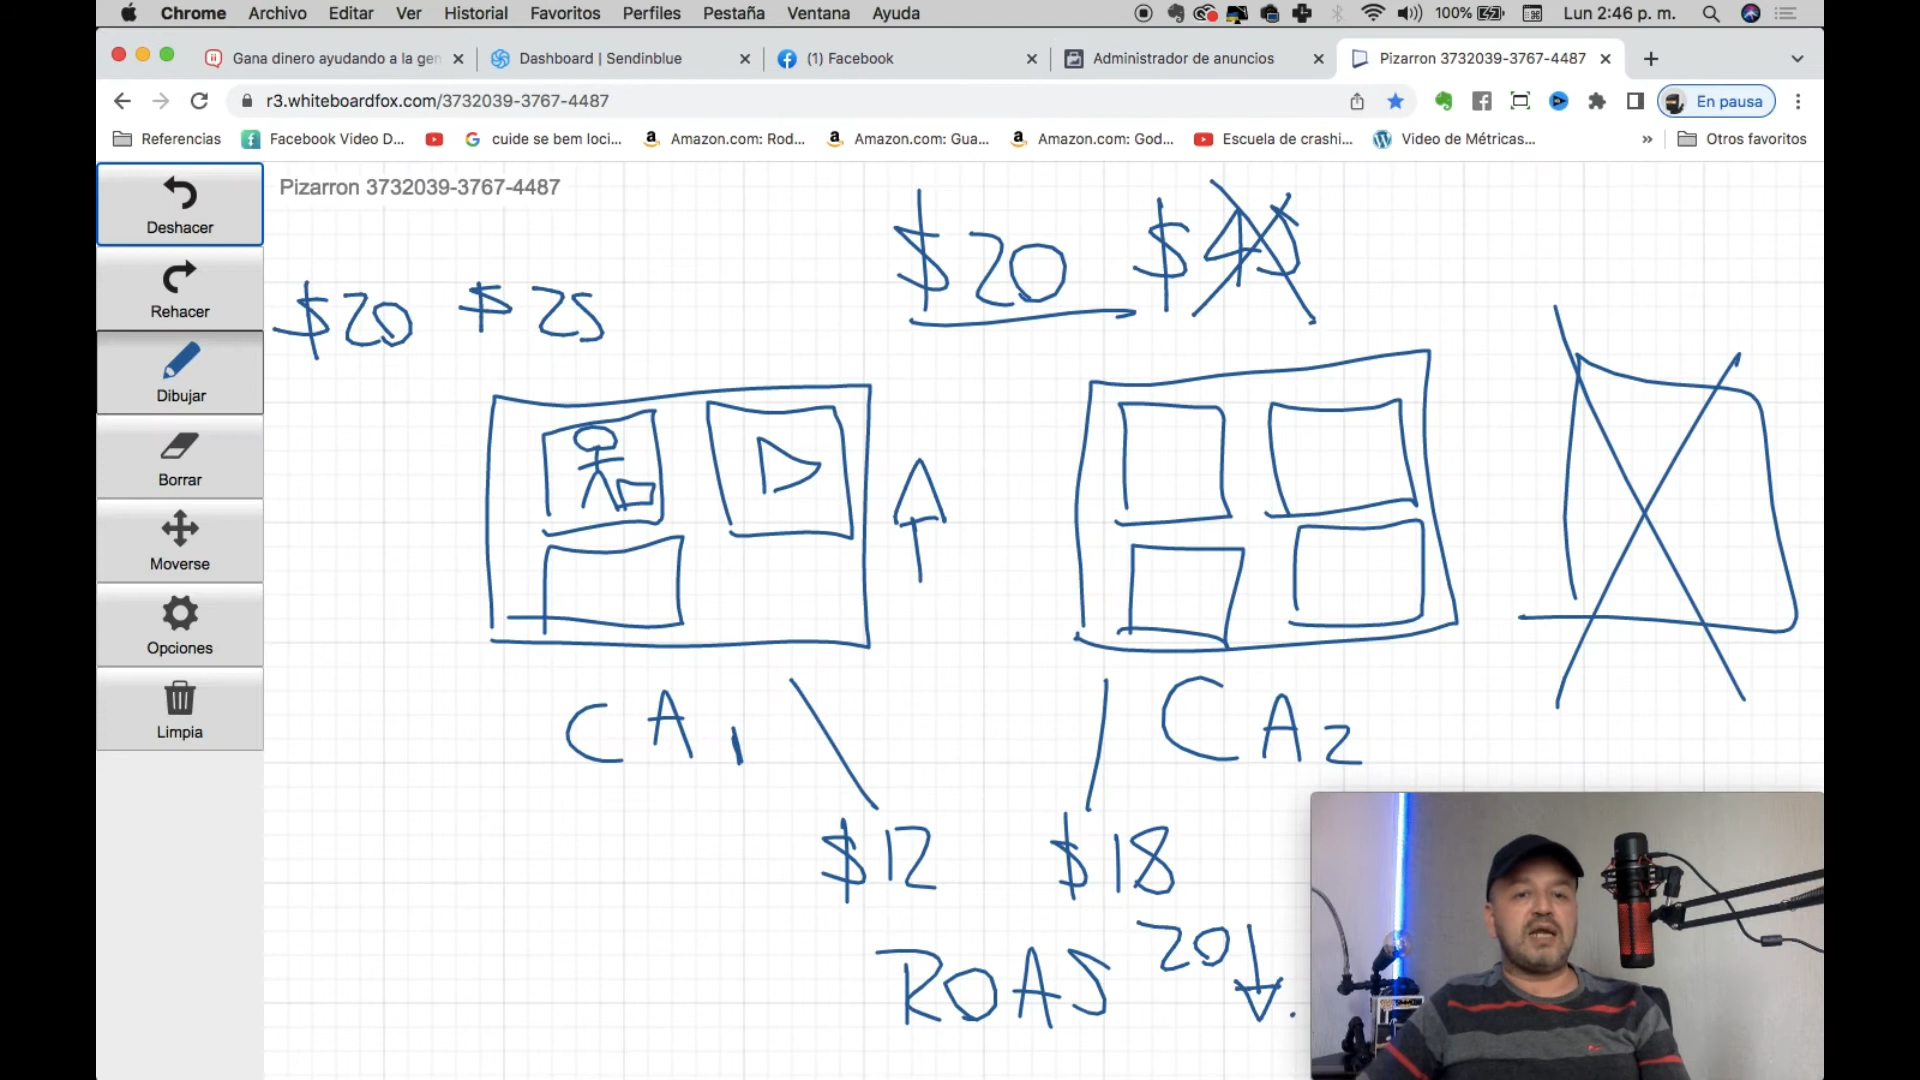 Chrome Archivo Editar Ver Historial Favoritos Perfiles Pestaña Ventana Ayuda 100% Lun 2:46 p. m.
Gana dinero ayudando a la gen Dashboard | Sendinblue (1) Facebook Administrador de anuncios Pizarron 3732039-3767-4487
r3.whiteboardfox.com/3732039-3767-4487 En pausa
Referencias Facebook Video D... cuide se bem loci... Amazon.com: Rod... Amazon.com: Gua... Amazon.com: God... Escuela de crashi... Video de Métricas... » Otros favoritos
Pizarron 3732039-3767-4487
Deshacer
Rehacer
Dibujar
Borrar
Moverse
Opciones
Limpia
$20 $45
$20 $25
CA1 CA2
$12 $18
ROAS 20